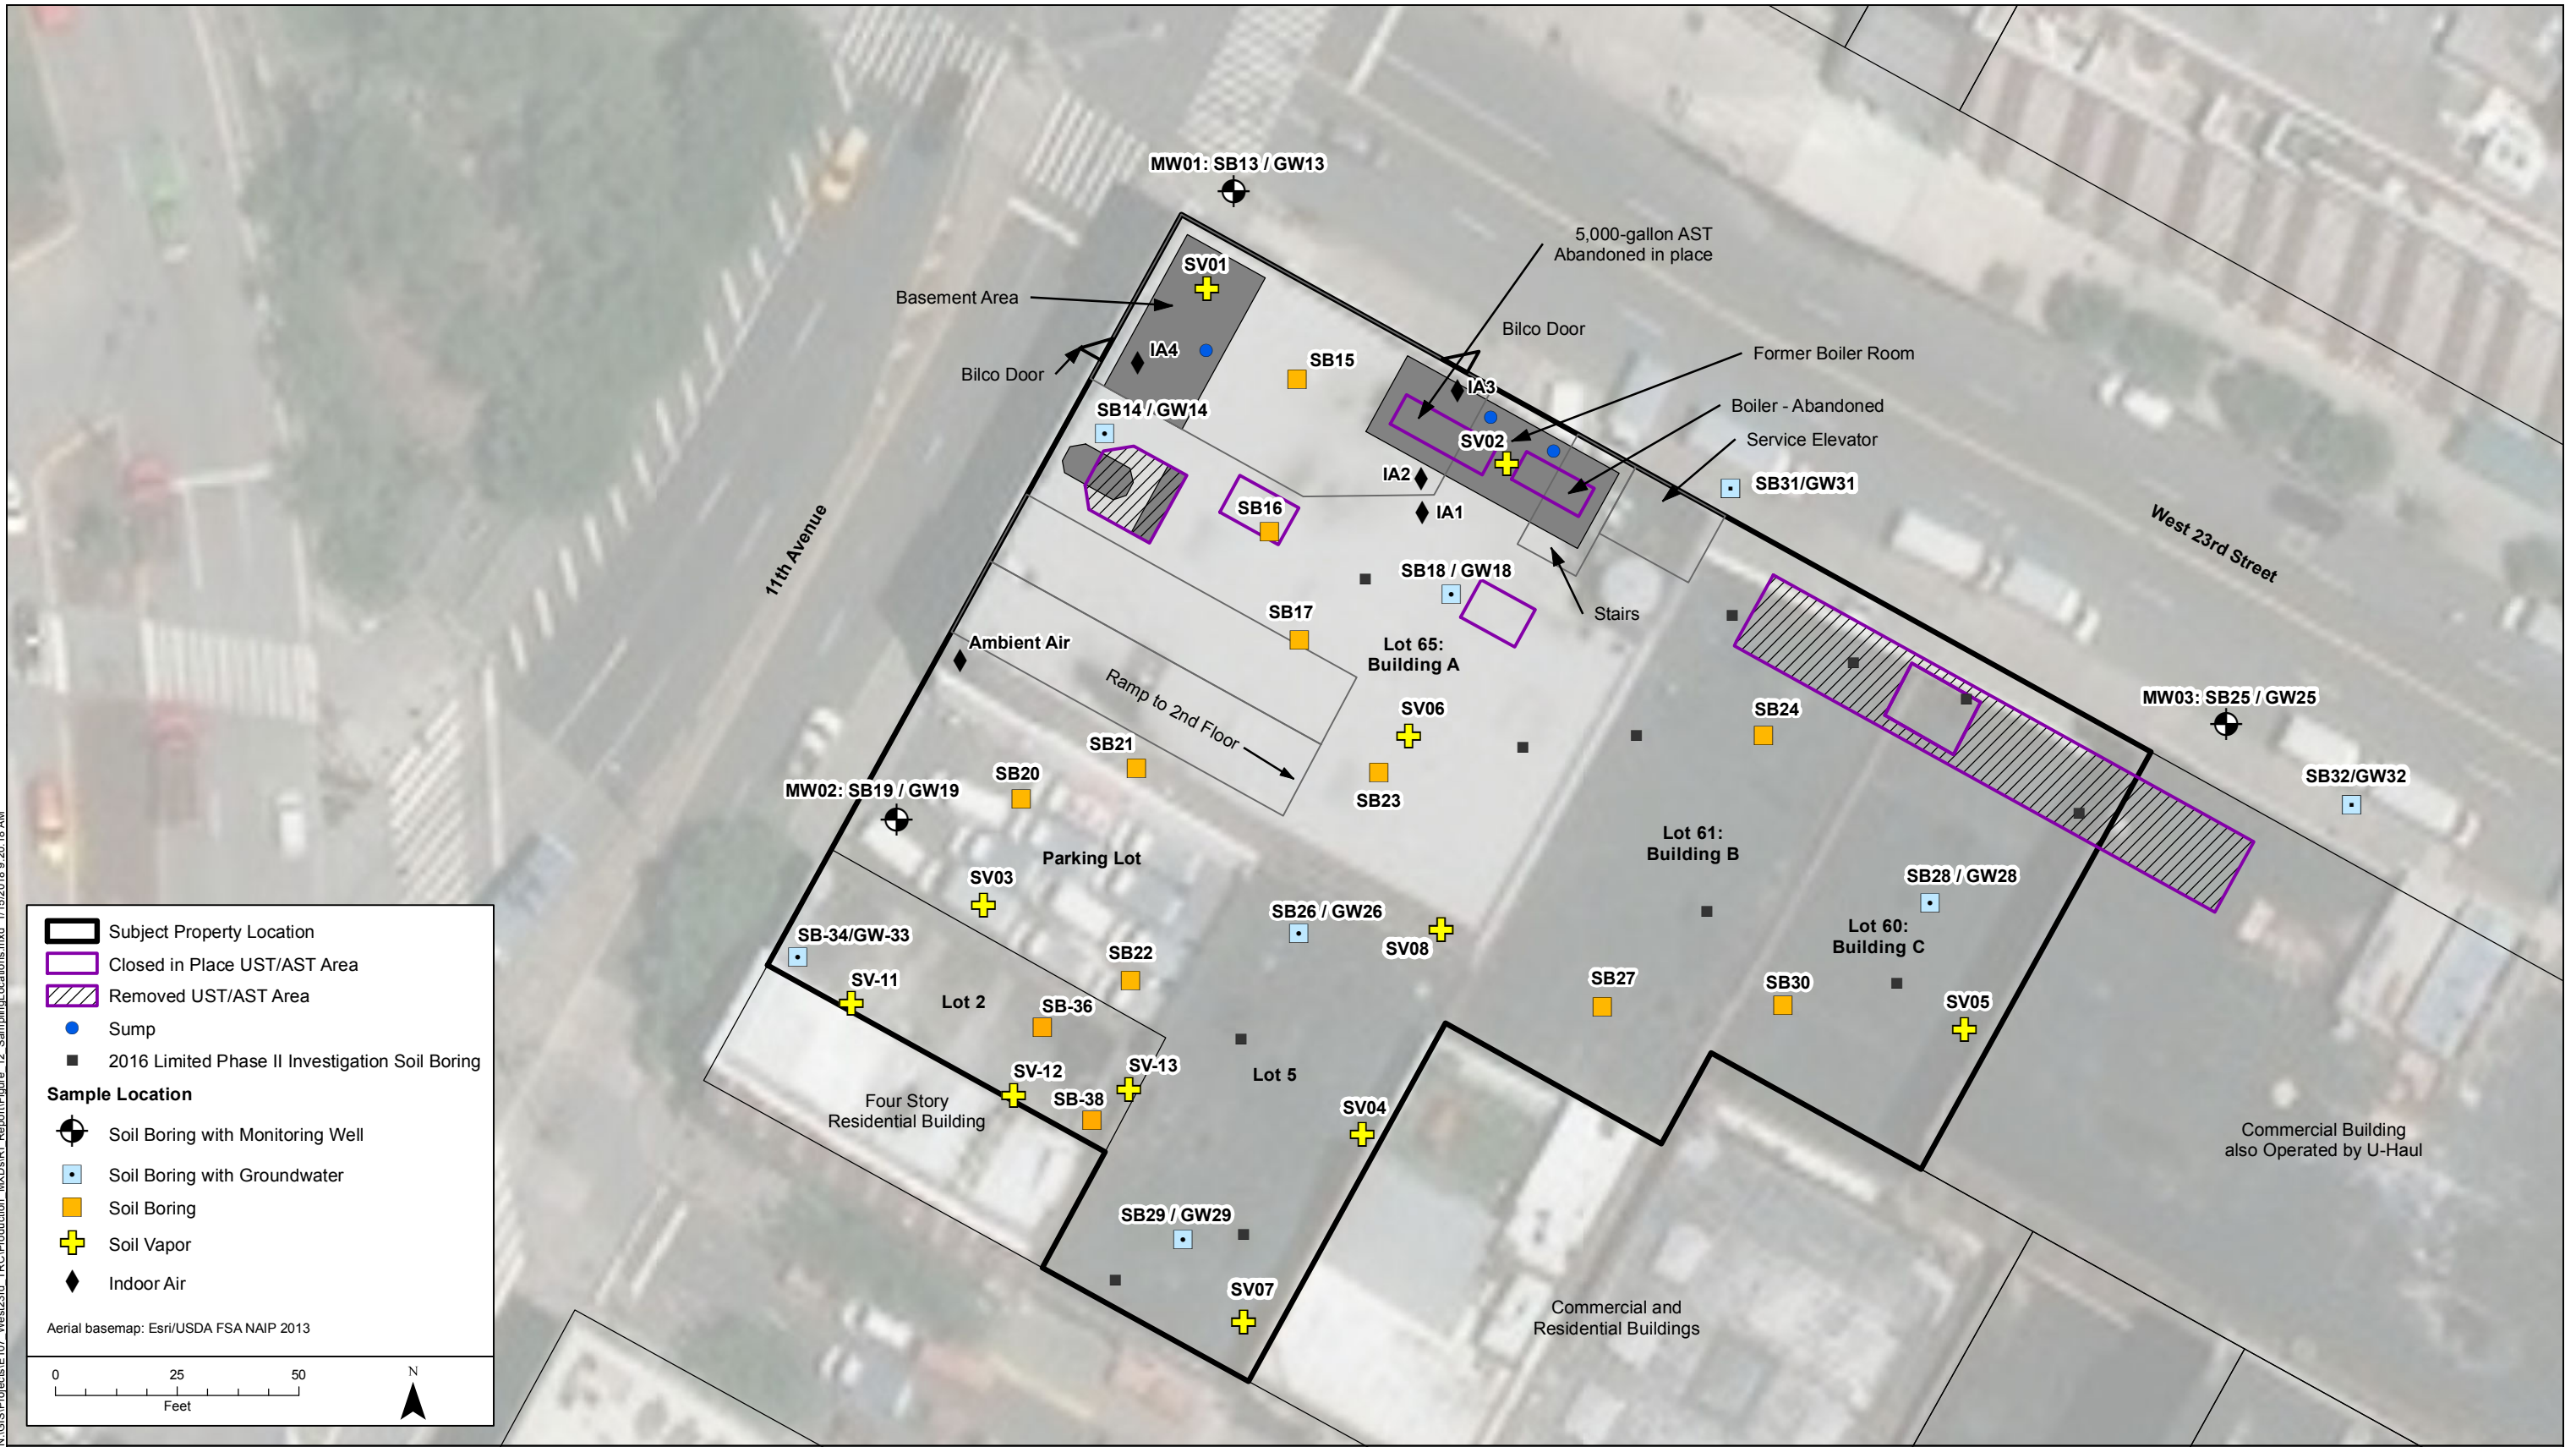 MW01: SB13 / GW13
5,000-gallon AST
Abandoned in place
SV01
Basement Area
Bilco Door
IA4
SB15
Former Boiler Room
Bilco Door
IA3
Boiler - Abandoned
SB14 / GW14
SV02
Service Elevator
IA2
SB31/GW31
SB16
IA1
11th Avenue
West 23rd Street
SB18 / GW18
SB17
Stairs
Ambient Air
Lot 65:
Building A
Ramp to 2nd Floor
SV06
SB24
MW03: SB25 / GW25
SB21
SB20
SB32/GW32
MW02: SB19 / GW19
SB23
Lot 61:
Building B
Parking Lot
SV03
SB28 / GW28
SB26 / GW26
SB-34/GW-33
SV08
Lot 60:
Building C
SB22
SV-11
SB27
SB30
Lot 2
SB-36
SV05
SV-12
SV-13
Lot 5
SB-38
Four Story
Residential Building
SV04
Commercial Building
also Operated by U-Haul
SB29 / GW29
SV07
Commercial and
Residential Buildings
Subject Property Location
Closed in Place UST/AST Area
Removed UST/AST Area
Sump
2016 Limited Phase II Investigation Soil Boring
Sample Location
Soil Boring with Monitoring Well
Soil Boring with Groundwater
Soil Boring
Soil Vapor
Indoor Air
Aerial basemap: Esri/USDA FSA NAIP 2013
0 25 50
Feet
N